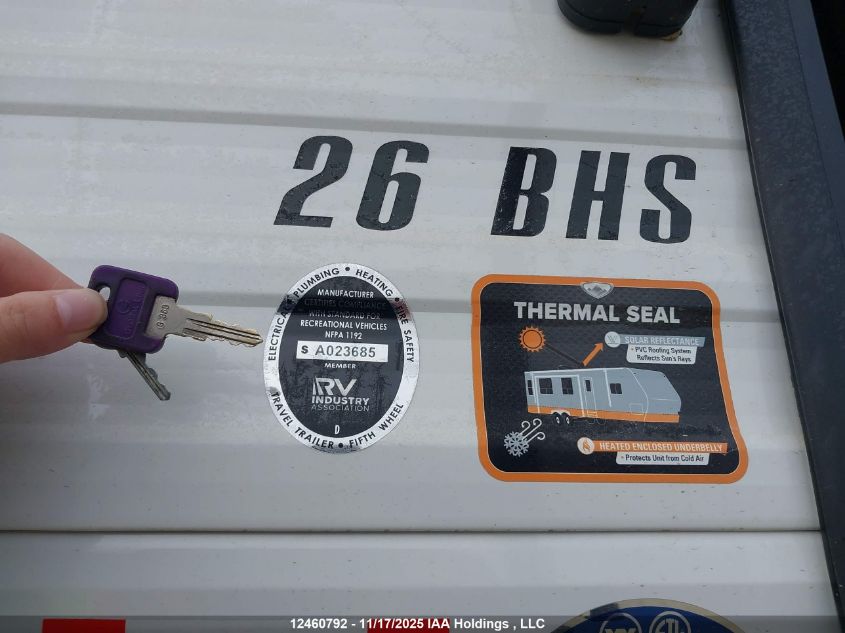 26 BHS
ELECTRICAL • PLUMBING • HEATING • FIRE SAFETY
MANUFACTURER
CERTIFIES COMPLIANCE
WITH STANDARD FOR
RECREATIONAL VEHICLES
NFPA 1192
S A023685
MEMBER
RV
INDUSTRY
ASSOCIATION
D
TRAVEL TRAILER • FIFTH WHEEL
THERMAL SEAL
SOLAR REFLECTANCE
• PVC Roofing System
Reflects Sun's Rays
HEATED ENCLOSED UNDERBELLY
• Protects Unit from Cold Air
12460792 - 11/17/2025 IAA Holdings , LLC